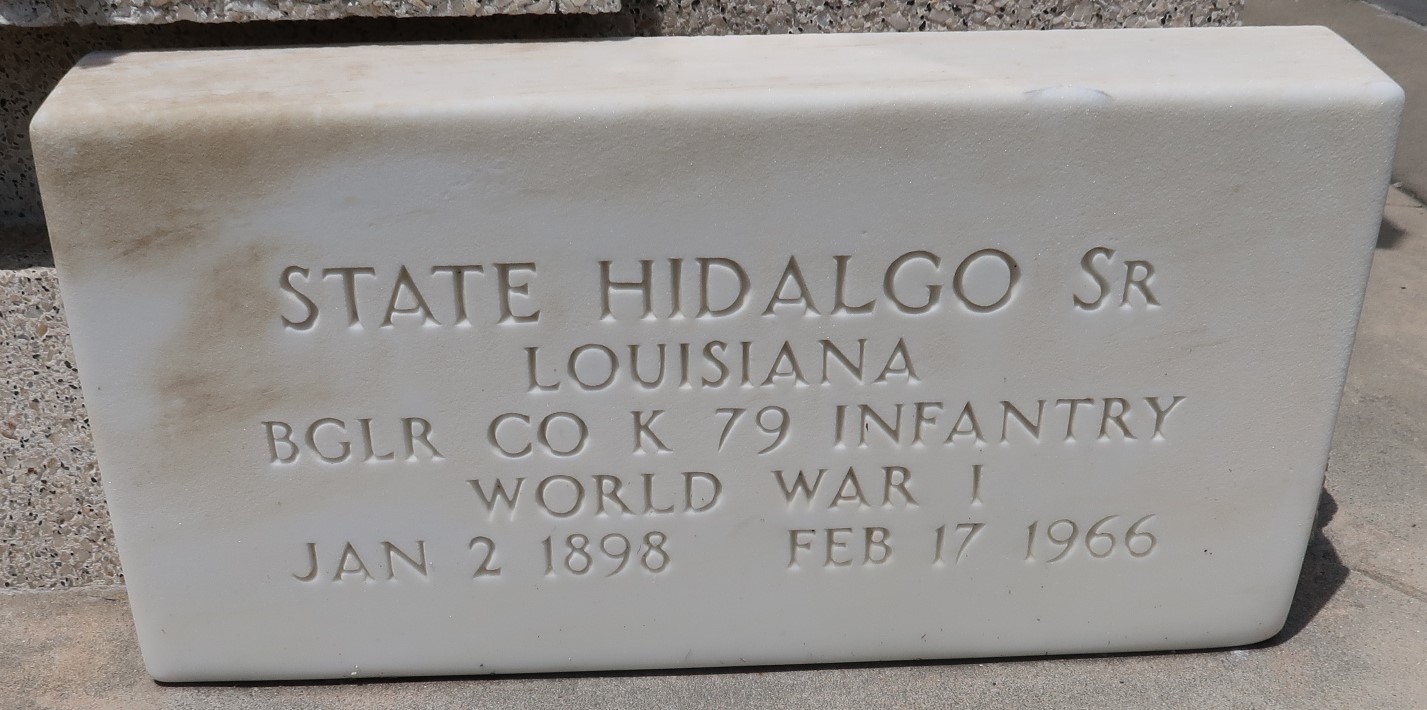 STATE HIDALGO SR
LOUISIANA
BGLR CO K 79 INFANTRY
WORLD WAR I
JAN 2 1898 FEB 17 1966